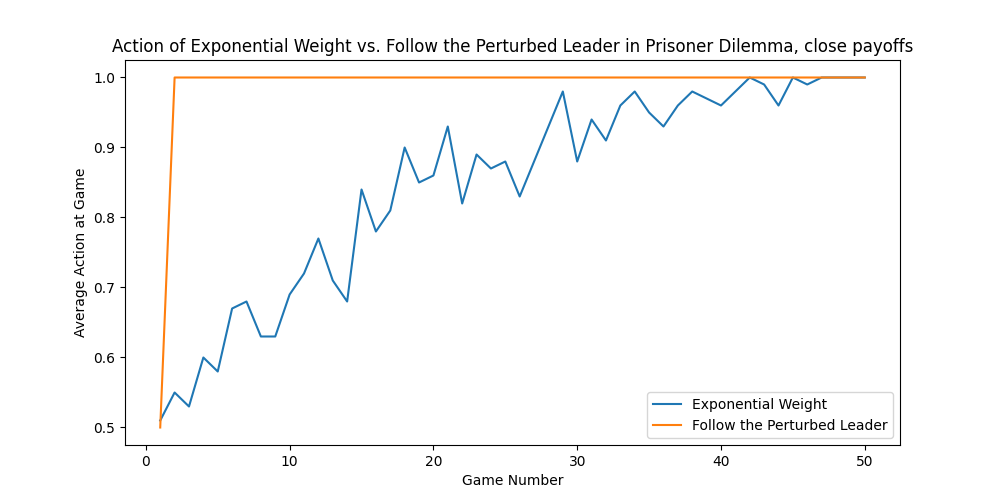 Action of Exponential Weight vs. Follow the Perturbed Leader in Prisoner Dilemma, close payoffs
1.0
0.9
0.8
0.7
0.6
0.5
Average Action at Game
0 10 20 30 40 50
Game Number
Exponential Weight
Follow the Perturbed Leader